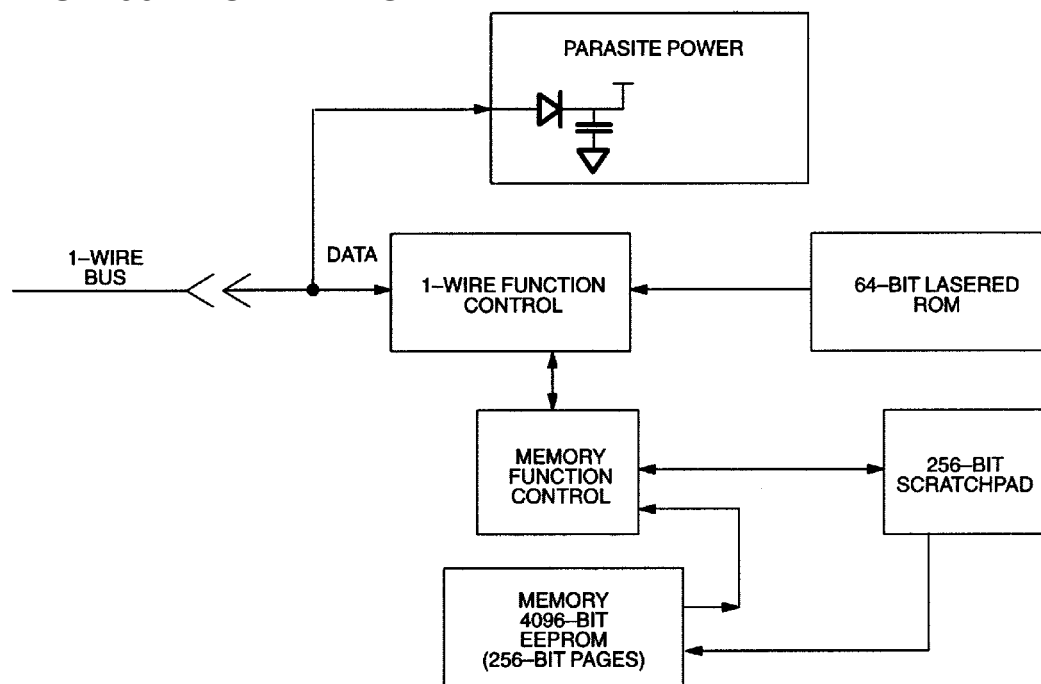 PARASITE POWER
1–WIRE
BUS
DATA
1–WIRE FUNCTION
CONTROL
64–BIT LASERED
ROM
MEMORY
FUNCTION
CONTROL
256–BIT
SCRATCHPAD
MEMORY
4096–BIT
EEPROM
(256–BIT PAGES)